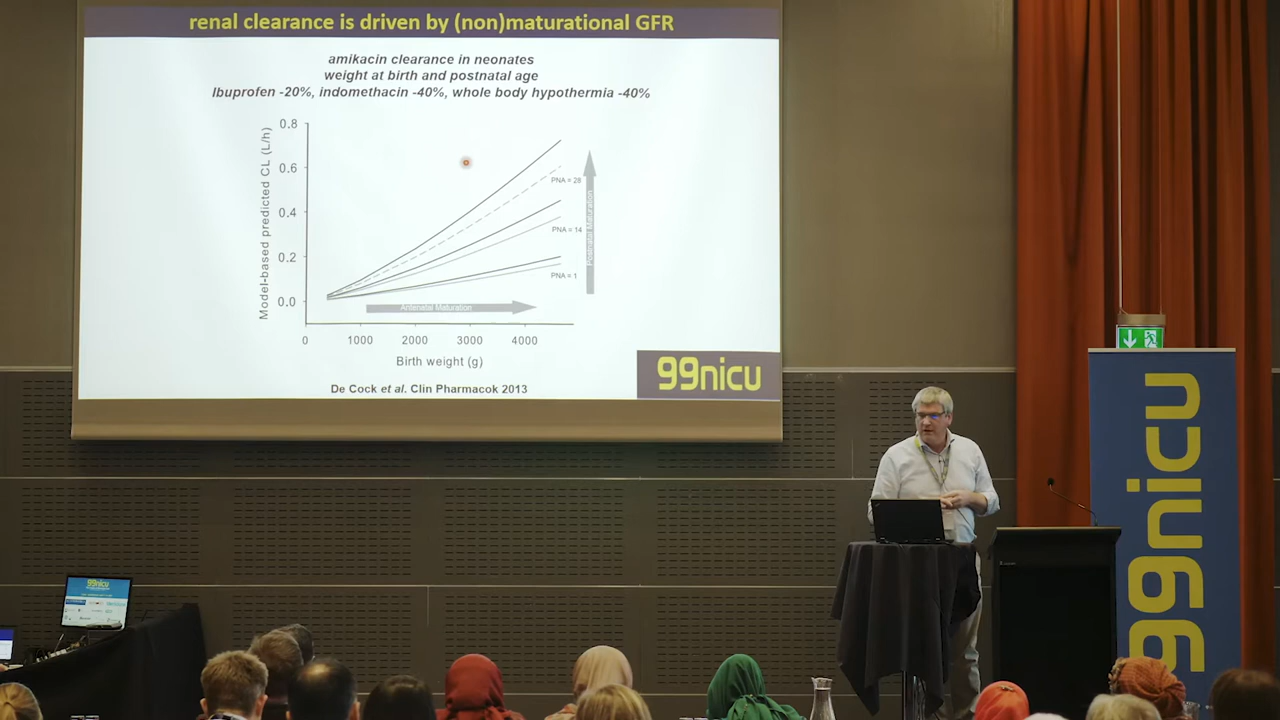 renal clearance is driven by (non)maturational GFR
amikacin clearance in neonates
weight at birth and postnatal age
Ibuprofen -20%, indomethacin -40%, whole body hypothermia -40%
Model-based predicted CL (L/h)
0.8
0.6
0.4
0.2
0.0
PNA = 28
PNA = 14
PNA = 1
Postnatal Maturation
Antenatal Maturation
0 1000 2000 3000 4000
Birth weight (g)
De Cock et al. Clin Pharmacok 2013
99nicu
99nicu
99nicu